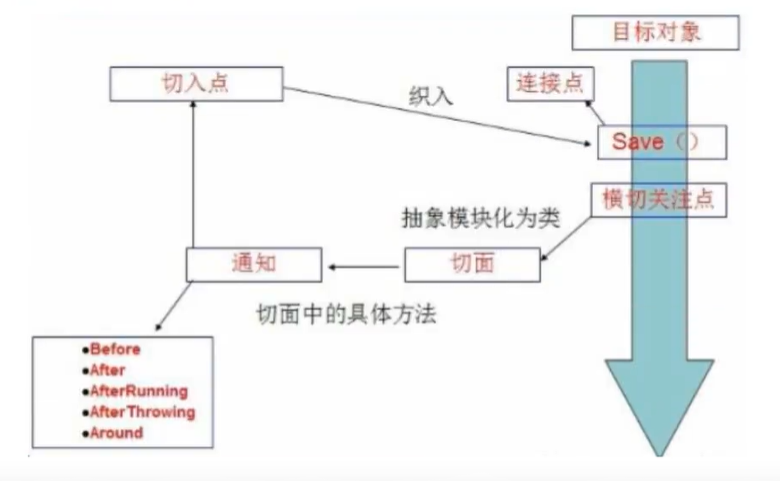 目标对象
切入点
织入
连接点
Save（）
横切关注点
抽象模块化为类
通知
切面
切面中的具体方法
●Before
●After
●AfterRunning
●AfterThrowing
●Around